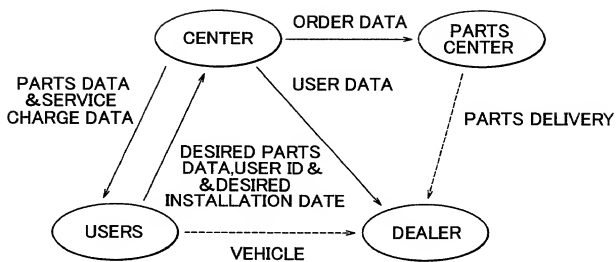 ORDER DATA
CENTER
PARTS
CENTER
PARTS DATA
&SERVICE
CHARGE DATA
USER DATA
PARTS DELIVERY
DESIRED PARTS
DATA,USER ID &
&DESIRED
INSTALLATION DATE
USERS
VEHICLE
DEALER